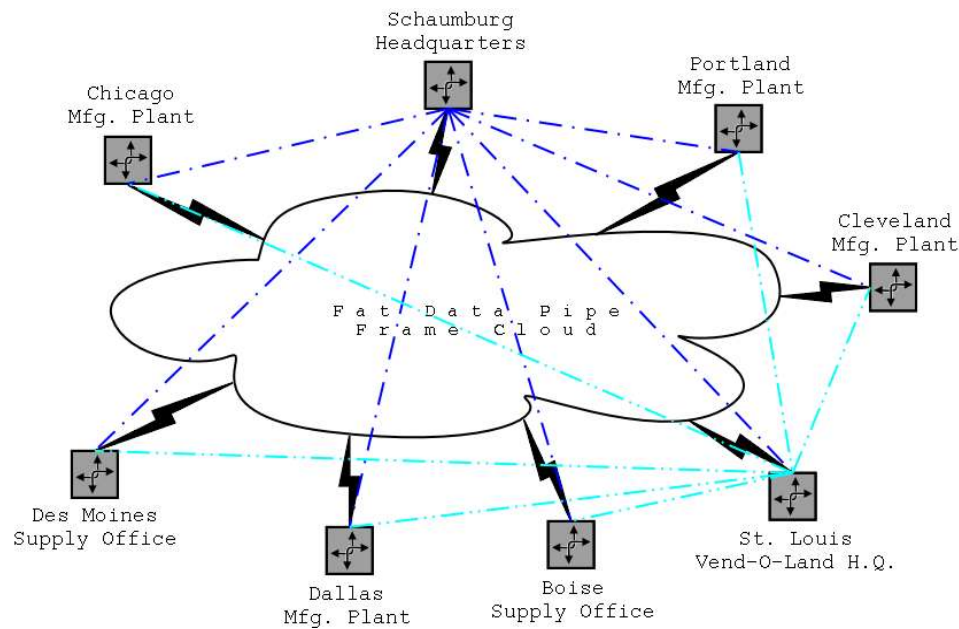 Schaumburg
Headquarters
Chicago
Mfg. Plant
Portland
Mfg. Plant
Cleveland
Mfg. Plant
Fat Data Pipe
Frame Cloud
Des Moines
Supply Office
Dallas
Mfg. Plant
Boise
Supply Office
St. Louis
Vend-O-Land H.Q.